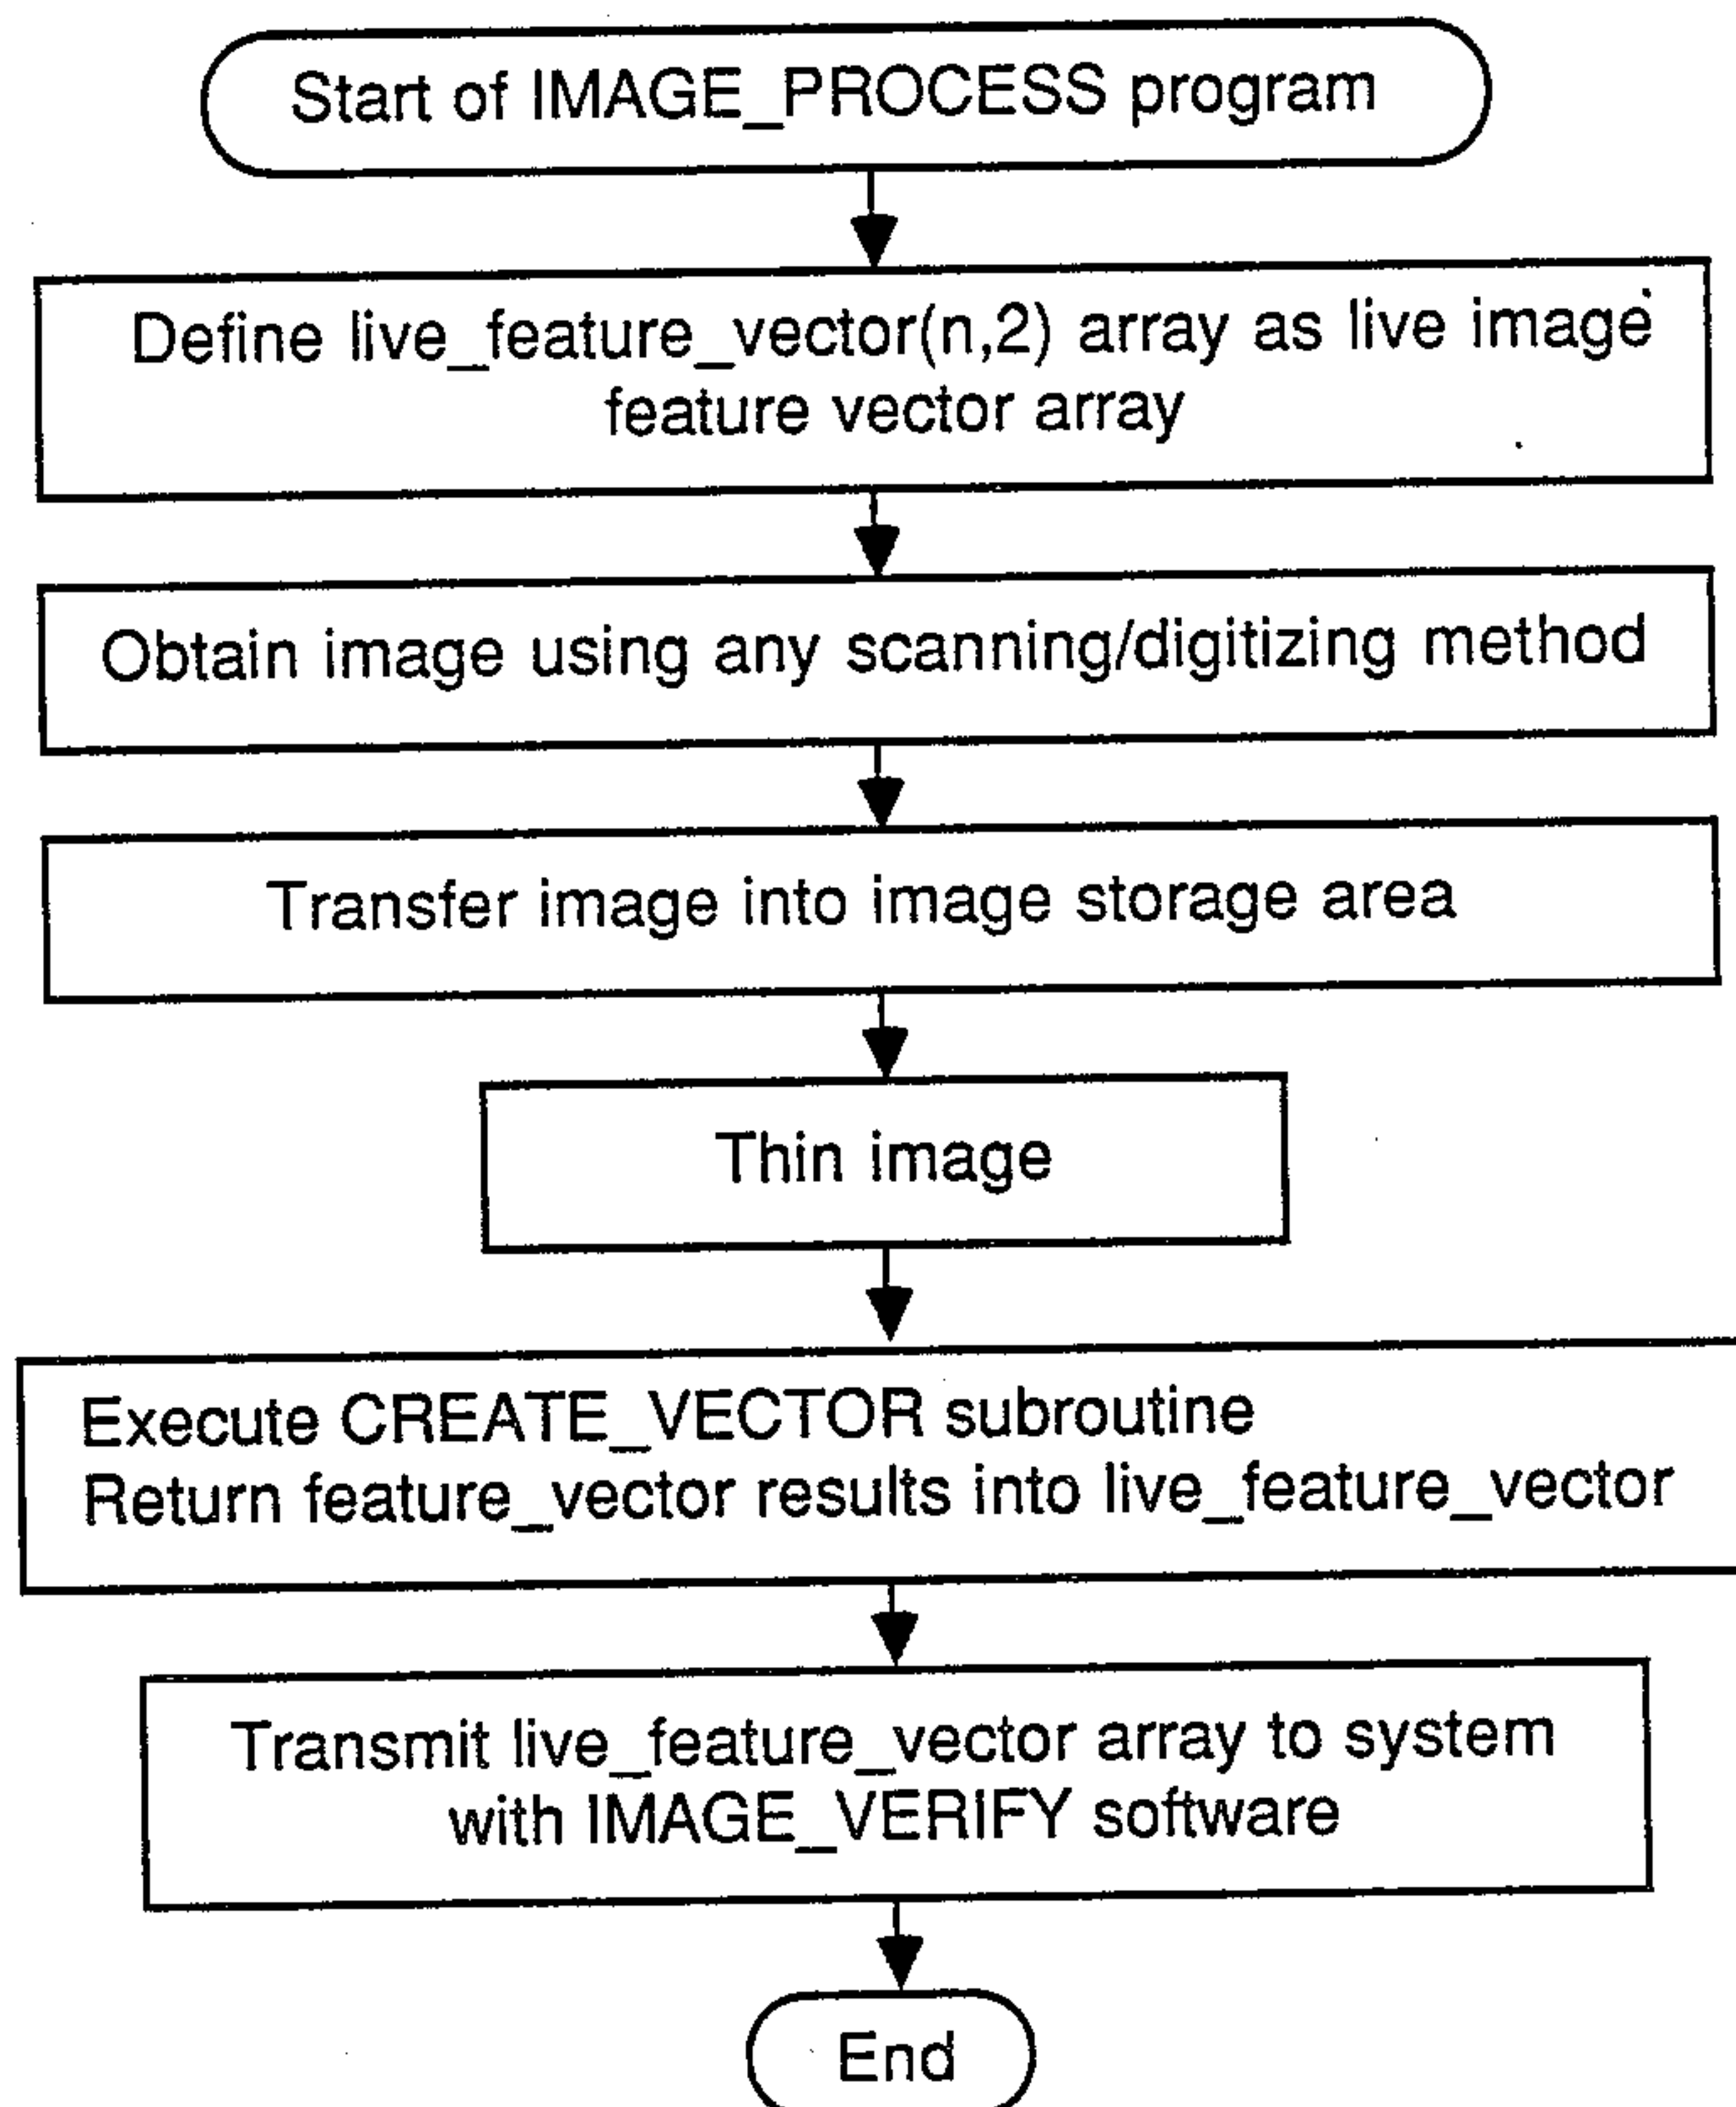 Start of IMAGE_PROCESS program
Define live_feature_vector(n,2) array as live image
feature vector array
Obtain image using any scanning/digitizing method
Transfer image into image storage area
Thin image
Execute CREATE_VECTOR subroutine
Return feature_vector results into live_feature_vector
Transmit live_feature_vector array to system
with IMAGE_VERIFY software
End